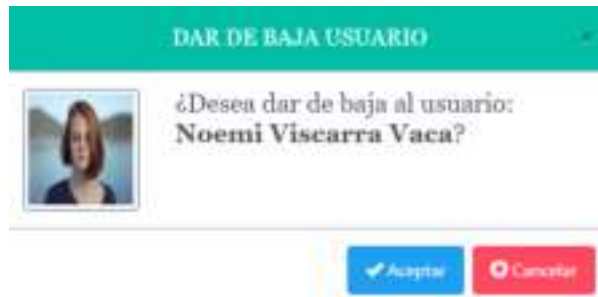 DAR DE BAJA USUARIO
¿Desea dar de baja al usuario:
Noemi Viscarra Vaca?
Aceptar
Cancelar